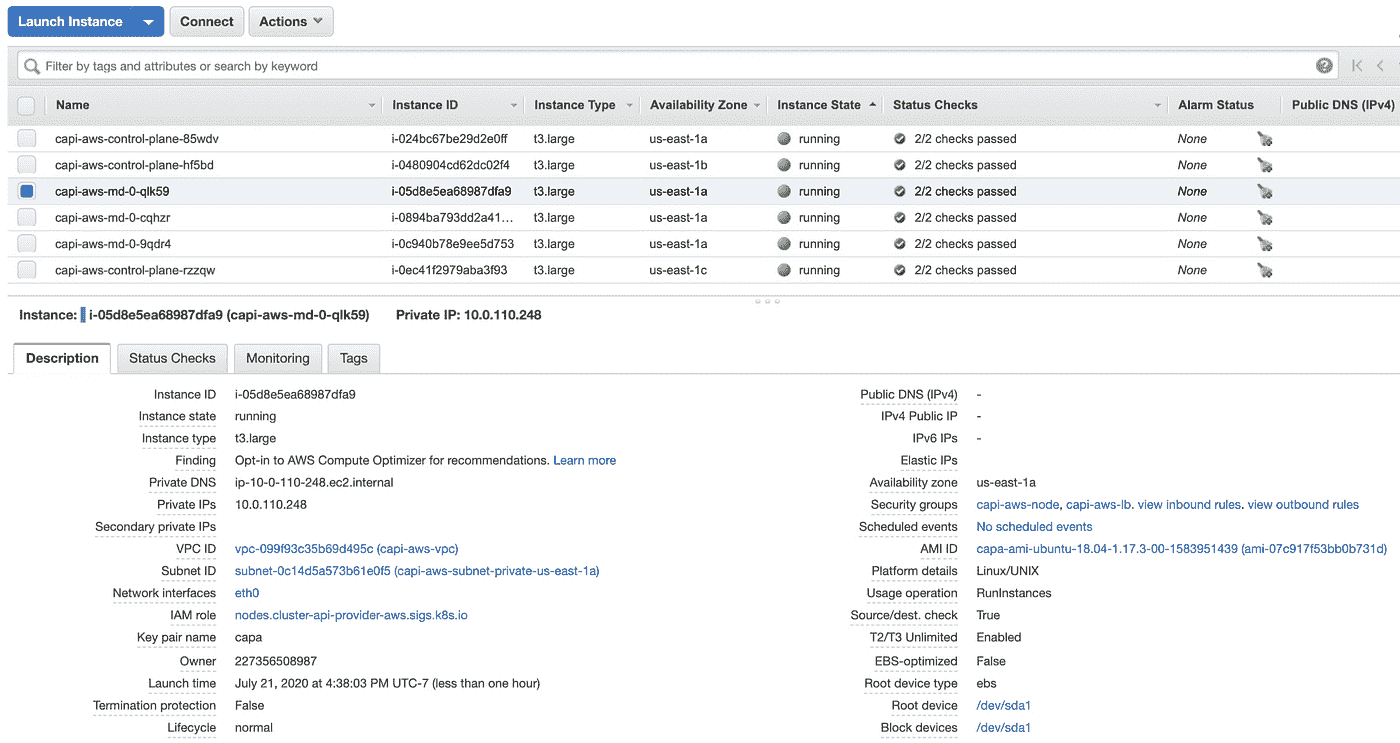 Launch Instance Connect Actions
Filter by tags and attributes or search by keyword
Name Instance ID Instance Type Availability Zone Instance State Status Checks Alarm Status Public DNS (IPv4)
capi-aws-control-plane-85wdv i-024bc67be29d2e0ff t3.large us-east-1a running 2/2 checks passed None
capi-aws-control-plane-hf5bd i-0480904cd62dc02f4 t3.large us-east-1b running 2/2 checks passed None
capi-aws-md-0-qlk59 i-05d8e5ea68987dfa9 t3.large us-east-1a running 2/2 checks passed None
capi-aws-md-0-cqhzr i-0894ba793dd2a41... t3.large us-east-1a running 2/2 checks passed None
capi-aws-md-0-9qdr4 i-0c940b78e9ee5d753 t3.large us-east-1a running 2/2 checks passed None
capi-aws-control-plane-rzzqw i-0ec41f2979aba3f93 t3.large us-east-1c running 2/2 checks passed None
Instance: i-05d8e5ea68987dfa9 (capi-aws-md-0-qlk59) Private IP: 10.0.110.248
Description Status Checks Monitoring Tags
Instance ID i-05d8e5ea68987dfa9 Public DNS (IPv4) -
Instance state running IPv4 Public IP -
Instance type t3.large IPv6 IPs -
Finding Opt-in to AWS Compute Optimizer for recommendations. Learn more Elastic IPs
Private DNS ip-10-0-110-248.ec2.internal Availability zone us-east-1a
Private IPs 10.0.110.248 Security groups capi-aws-node, capi-aws-lb. view inbound rules. view outbound rules
Secondary private IPs Scheduled events No scheduled events
VPC ID vpc-099f93c35b69d495c (capi-aws-vpc) AMI ID capa-ami-ubuntu-18.04-1.17.3-00-1583951439 (ami-07c917f53bb0b731d)
Subnet ID subnet-0c14d5a573b61e0f5 (capi-aws-subnet-private-us-east-1a) Platform details Linux/UNIX
Network interfaces eth0 Usage operation RunInstances
IAM role nodes.cluster-api-provider-aws.sigs.k8s.io Source/dest. check True
Key pair name capa T2/T3 Unlimited Enabled
Owner 227356508987 EBS-optimized False
Launch time July 21, 2020 at 4:38:03 PM UTC-7 (less than one hour) Root device type ebs
Termination protection False Root device /dev/sda1
Lifecycle normal Block devices /dev/sda1